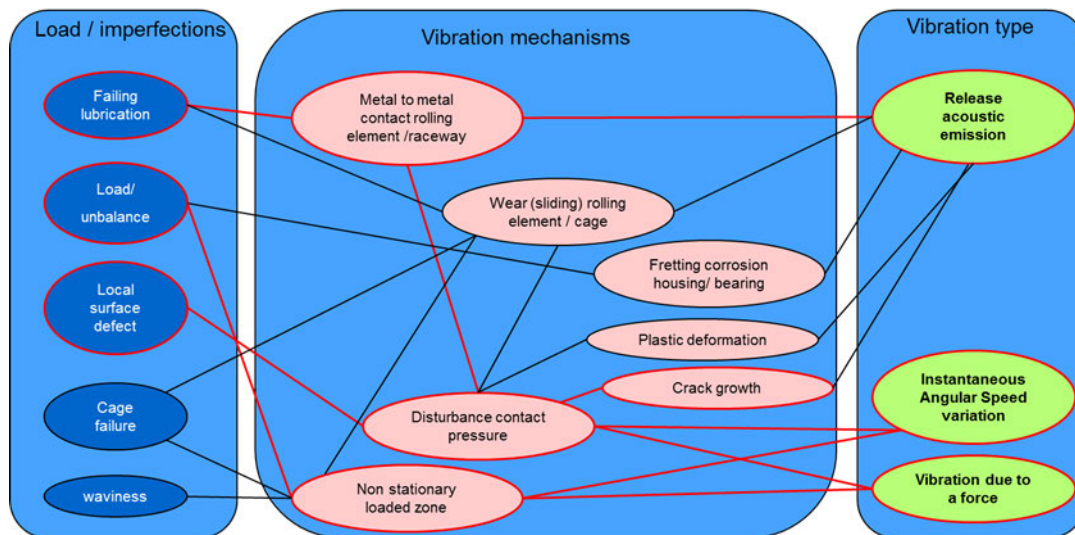 Load / imperfections
Vibration mechanisms
Vibration type
Failing
lubrication
Metal to metal
contact rolling
element /raceway
Release
acoustic
emission
Load/
unbalance
Wear (sliding) rolling
element / cage
Fretting corrosion
housing/ bearing
Local
surface
defect
Plastic deformation
Crack growth
Instantaneous
Angular Speed
variation
Cage
failure
Disturbance contact
pressure
waviness
Non stationary
loaded zone
Vibration due to
a force